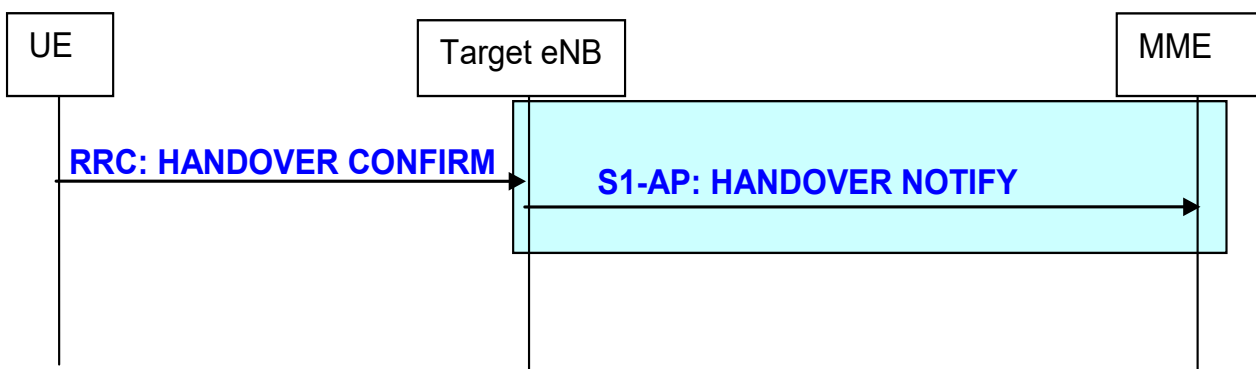 UE
Target eNB
MME
RRC: HANDOVER CONFIRM
S1-AP: HANDOVER NOTIFY